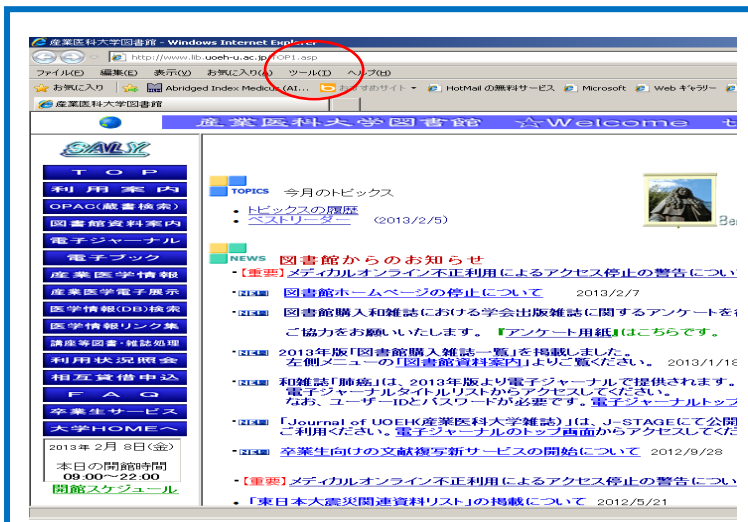 産業医科大学図書館 - Windows Internet Explorer
http://www.lib.uoeh-u.ac.jp/TOP1.asp
ファイル(F) 編集(E) 表示(V) お気に入り(A) ツール(T) ヘルプ(H)
お気に入り Abridged Index Medicus (AI... おすすめサイト HotMail の無料サービス Microsoft Web ギャラリー
産業医科大学図書館
産業医科大学図書館 ☆Welcome
TOP
利用案内
OPAC(蔵書検索)
図書館資料案内
電子ジャーナル
電子ブック
産業医学情報
産業医学電子展示
医学情報(DB)検索
医学情報リンク集
講座等図書・雑誌処理
利用状況照会
相互貸借申込
FAQ
卒業生サービス
大学HOMEへ
2013年 2月 8日(金)
本日の開館時間
09:00~22:00
開館スケジュール
TOPICS 今月のトピックス
・トピックスの履歴
・ベストリーダー (2013/2/5)
Be
NEWS 図書館からのお知らせ
・【重要】メディカルオンライン不正利用によるアクセス停止の警告につい
・NEW 図書館ホームページの停止について 2013/2/7
・NEW 図書館購入和雑誌における学会出版雑誌に関するアンケートを
ご協力をお願いいたします。 『アンケート用紙』はこちらです。
・NEW 2013年版「図書館購入雑誌一覧」を掲載しました。
左側メニューの「図書館資料案内」よりご覧ください。 2013/1/18
・NEW 和雑誌「肺癌」は、2013年版より電子ジャーナルで提供されます。
電子ジャーナルタイトルリストからアクセスしてください。
なお、ユーザーIDとパスワードが必要です。電子ジャーナルトップ
・NEW 「Journal of UOEH(産業医科大学雑誌)」は、J-STAGEにて公開
ご利用ください。電子ジャーナルのトップ画面からアクセスしてくだ
・NEW 卒業生向けの文献複写新サービスの開始について 2012/9/28
・【重要】メディカルオンライン不正利用によるアクセス停止の警告につい
・「東日本大震災関連資料リスト」の掲載について 2012/5/21